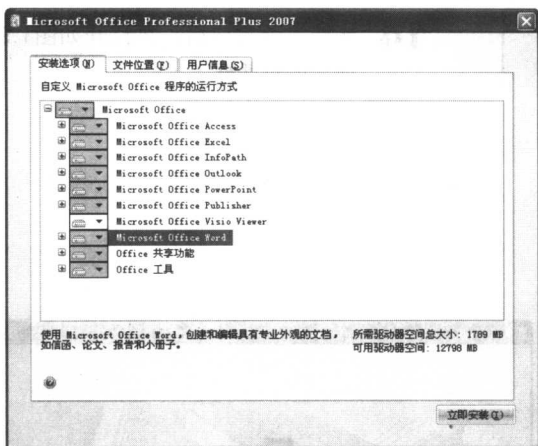 Microsoft Office Professional Plus 2007
安装选项(N) 文件位置(F) 用户信息(S)
自定义 Microsoft Office 程序的运行方式
Microsoft Office
Microsoft Office Access
Microsoft Office Excel
Microsoft Office InfoPath
Microsoft Office Outlook
Microsoft Office PowerPoint
Microsoft Office Publisher
Microsoft Office Visio Viewer
Microsoft Office Word
Office 共享功能
Office 工具
使用 Microsoft Office Word，创建和编辑具有专业外观的文档，
如信函、论文、报告和小册子。
所需驱动器空间总大小: 1789 MB
可用驱动器空间: 12798 MB
立即安装(I)